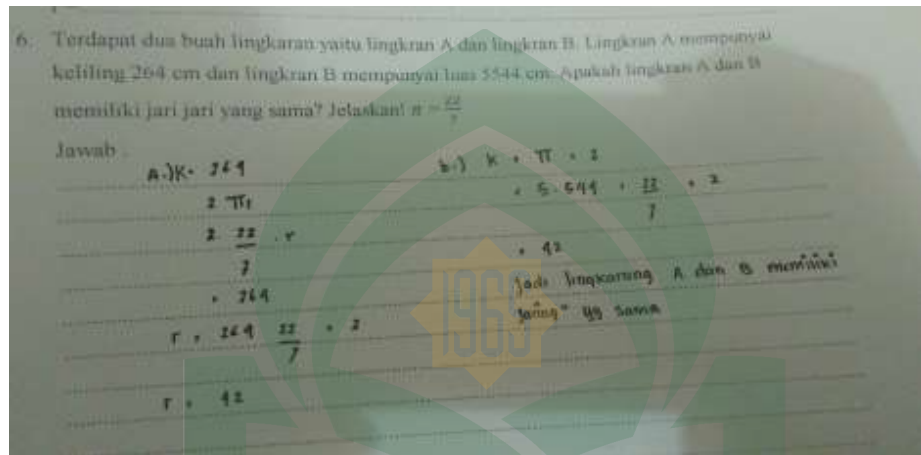 6. Terdapat dua buah lingkaran yaitu lingkran A dan lingkran B. Lingkran A mempunyai
keliling 264 cm dan lingkran B mempunyai luas 5544 cm. Apakah lingkran A dan B
memiliki jari jari yang sama? Jelaskan! π = 22/7
Jawab :
A.) K = 264
2 πr
2 22/7 . r
= 264
r = 264 22/7 = 2
r = 42
b.) K = π = 2
= 5.544 = 22/7 = 2
= 42
jadi lingkarang A dan B memiliki
jaring" yg sama
1965